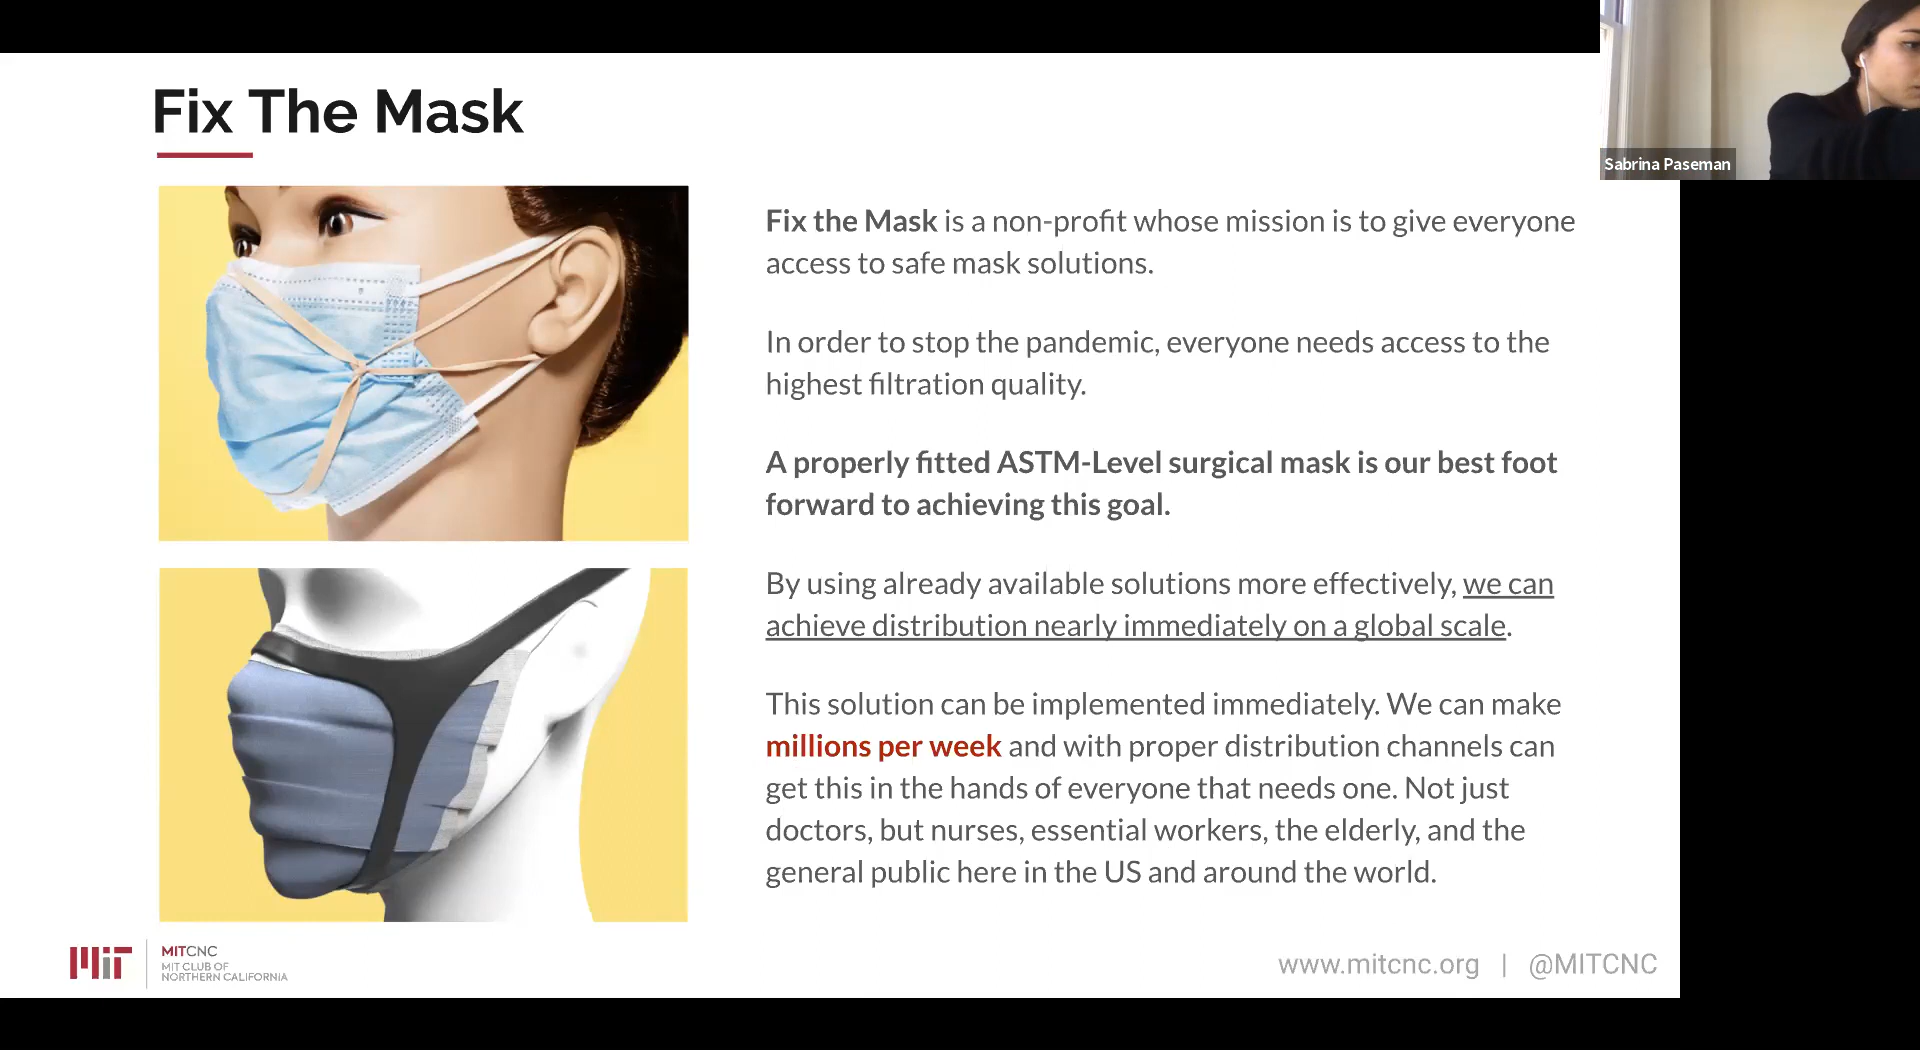 Fix The Mask
Sabrina Paseman
Fix the Mask is a non-profit whose mission is to give everyone
access to safe mask solutions.
In order to stop the pandemic, everyone needs access to the
highest filtration quality.
A properly fitted ASTM-Level surgical mask is our best foot
forward to achieving this goal.
By using already available solutions more effectively, we can
achieve distribution nearly immediately on a global scale.
This solution can be implemented immediately. We can make
millions per week and with proper distribution channels can
get this in the hands of everyone that needs one. Not just
doctors, but nurses, essential workers, the elderly, and the
general public here in the US and around the world.
MIT
MITCNC
MIT CLUB OF
NORTHERN CALIFORNIA
www.mitcnc.org | @MITCNC